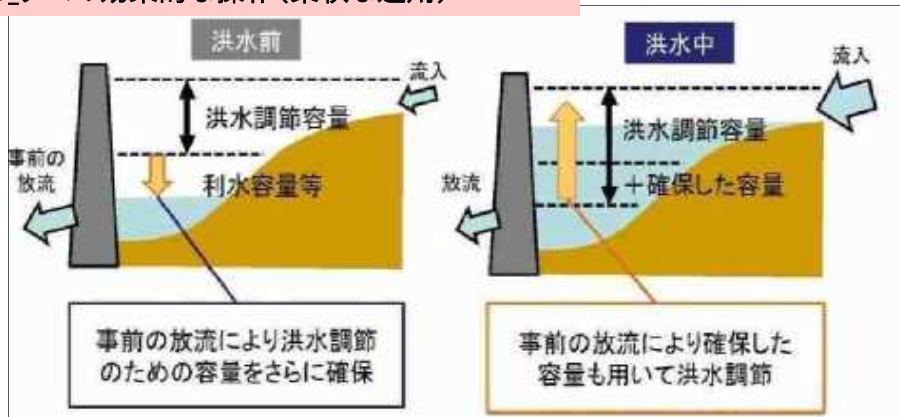 洪水前
流入
洪水調節容量
事前の
放流
利水容量等
事前の放流により洪水調節
のための容量をさらに確保
洪水中
流入
洪水調節容量
放流
＋確保した容量
事前の放流により確保した
容量も用いて洪水調節